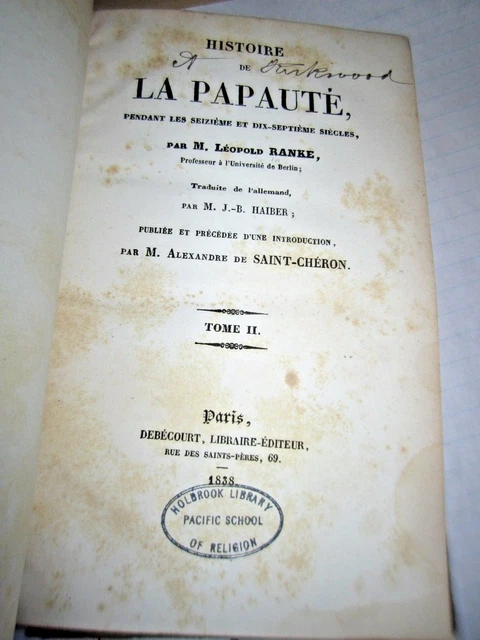 HISTOIRE
DE
LA PAPAUTÉ,
PENDANT LES SEIZIÈME ET DIX-SEPTIÈME SIÈCLES,
PAR M. LÉOPOLD RANKE,
Professeur à l'Université de Berlin;
Traduite de l'allemand,
PAR M. J.-B. HAIBER;
PUBLIÉE ET PRÉCÉDÉE D'UNE INTRODUCTION,
PAR M. ALEXANDRE DE SAINT-CHÉRON.
TOME II.
Paris,
DEBÉCOURT, LIBRAIRE-ÉDITEUR,
RUE DES SAINTS-PÈRES, 69.
1838
HOLBROOK LIBRARY
PACIFIC SCHOOL
OF RELIGION